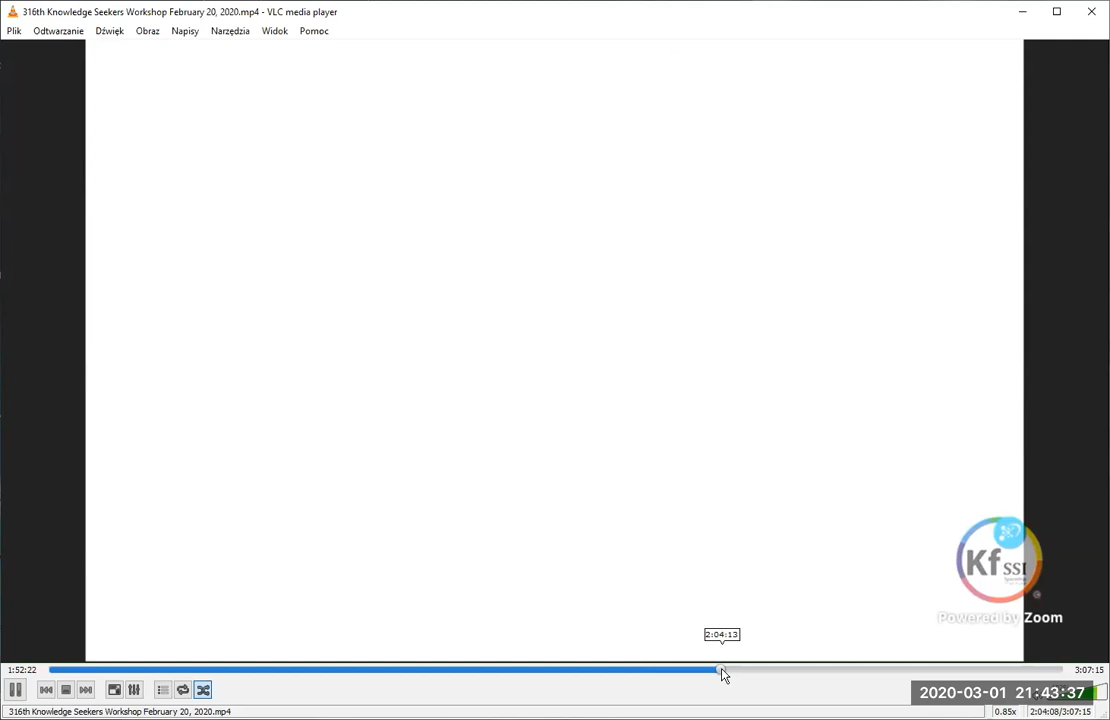 316th Knowledge Seekers Workshop February 20, 2020.mp4 - VLC media player
Plik Odtwarzanie Dźwięk Obraz Napisy Narzędzia Widok Pomoc
Kf SSI
Powered by Zoom
2:04:13
1:52:22 3:07:15
2020-03-01 21:43:37
316th Knowledge Seekers Workshop February 20, 2020.mp4 0.85x 2:04:08/3:07:15